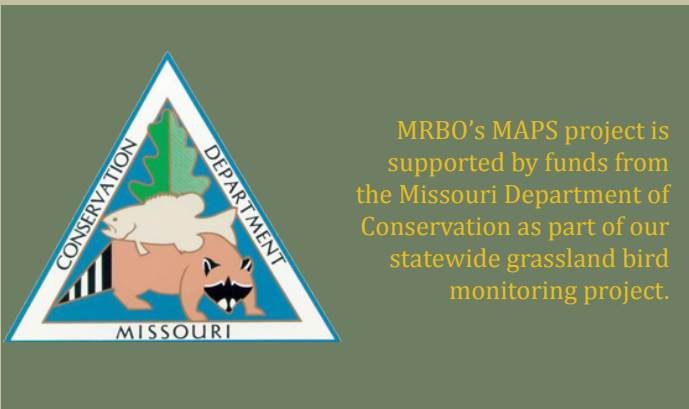 CONSERVATION
DEPARTMENT
MISSOURI
MRBO’s MAPS project is
supported by funds from
the Missouri Department of
Conservation as part of our
statewide grassland bird
monitoring project.